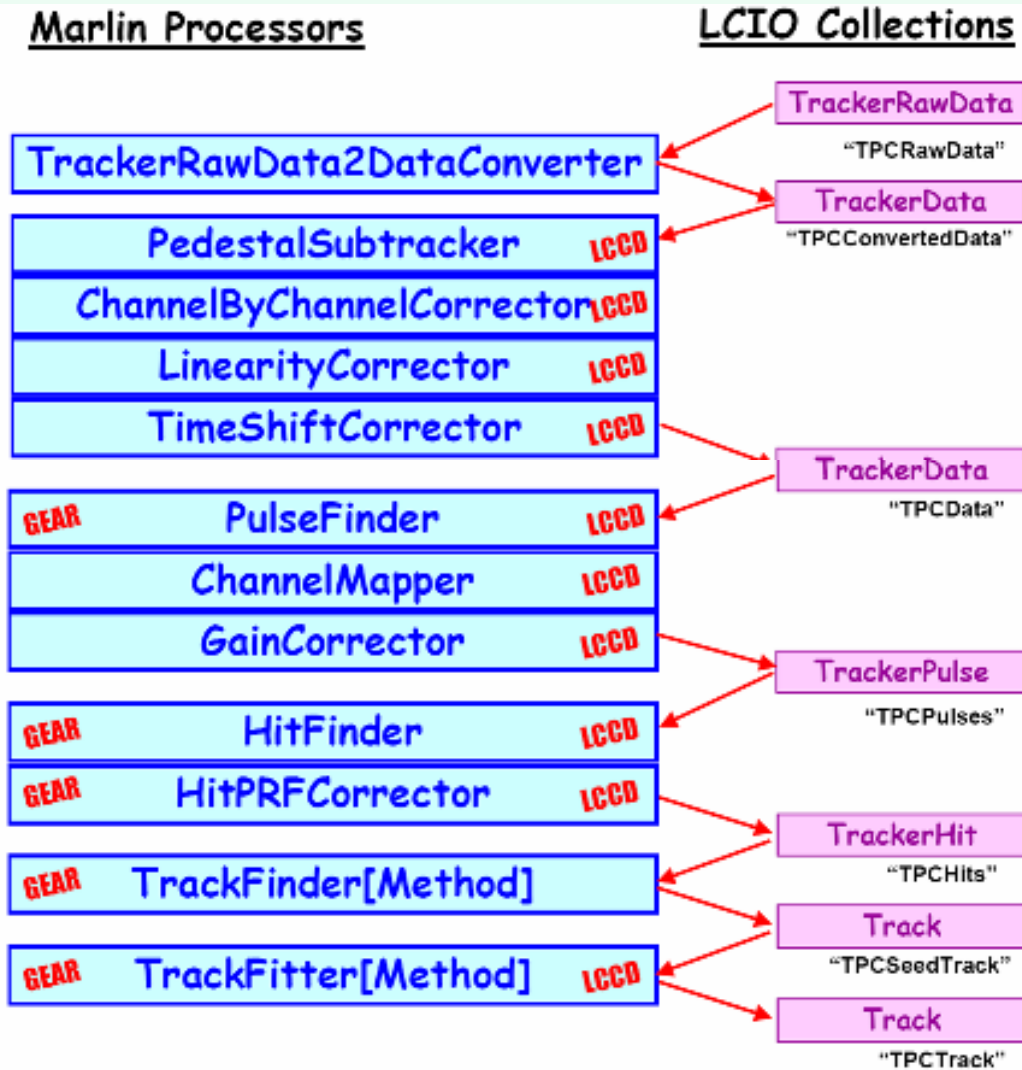 Marlin Processors
LCIO Collections
TrackerRawData
"TPCRawData"
TrackerRawData2DataConverter
TrackerData
"TPCConvertedData"
PedestalSubtracker LCCD
ChannelByChannelCorrector LCCD
LinearityCorrector LCCD
TimeShiftCorrector LCCD
TrackerData
"TPCData"
GEAR PulseFinder LCCD
ChannelMapper LCCD
GainCorrector LCCD
TrackerPulse
"TPCPulses"
GEAR HitFinder LCCD
GEAR HitPRFCorrector LCCD
TrackerHit
"TPCHits"
GEAR TrackFinder[Method]
Track
"TPCSeedTrack"
GEAR TrackFitter[Method] LCCD
Track
"TPCTrack"